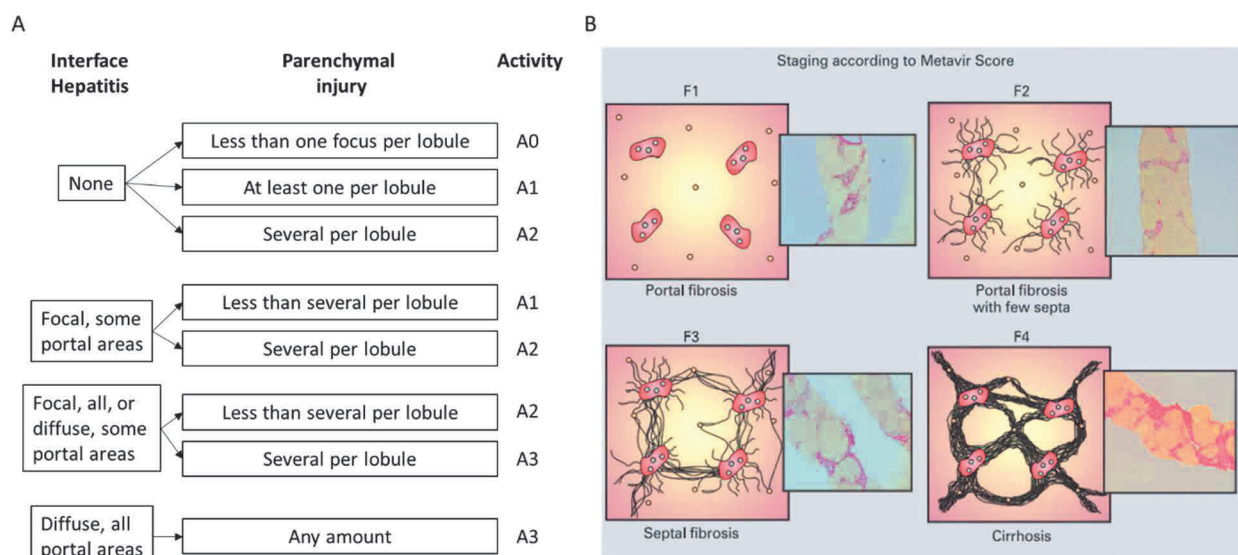 A
Interface
Hepatitis
Parenchymal
injury
Activity
None
Less than one focus per lobule
A0
At least one per lobule
A1
Several per lobule
A2
Focal, some
portal areas
Less than several per lobule
A1
Several per lobule
A2
Focal, all, or
diffuse, some
portal areas
Less than several per lobule
A2
Several per lobule
A3
Diffuse, all
portal areas
Any amount
A3
B
Staging according to Metavir Score
F1
Portal fibrosis
F2
Portal fibrosis
with few septa
F3
Septal fibrosis
F4
Cirrhosis